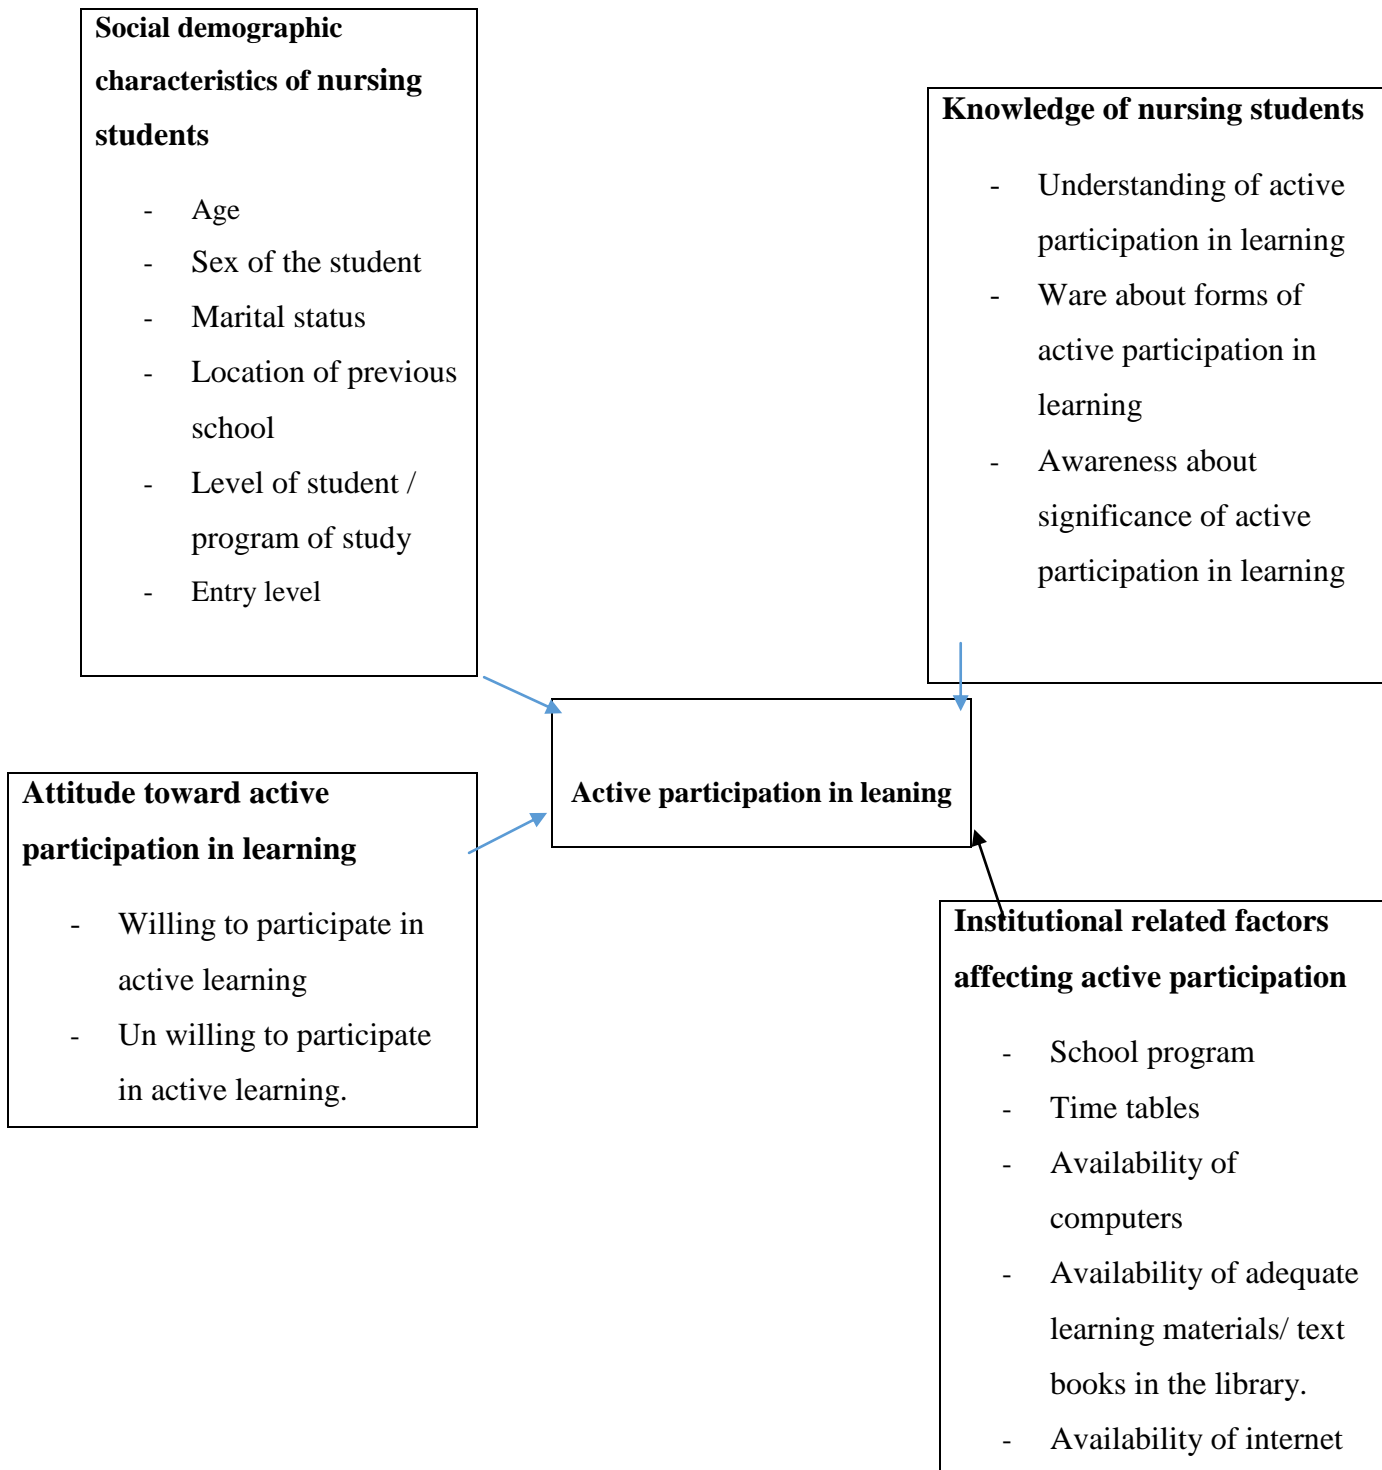 Social demographic
characteristics of nursing
students
- Age
- Sex of the student
- Marital status
- Location of previous
school
- Level of student /
program of study
- Entry level
Knowledge of nursing students
- Understanding of active
participation in learning
- Ware about forms of
active participation in
learning
- Awareness about
significance of active
participation in learning
Active participation in leaning
Attitude toward active
participation in learning
- Willing to participate in
active learning
- Un willing to participate
in active learning.
Institutional related factors
affecting active participation
- School program
- Time tables
- Availability of
computers
- Availability of adequate
learning materials/ text
books in the library.
- Availability of internet